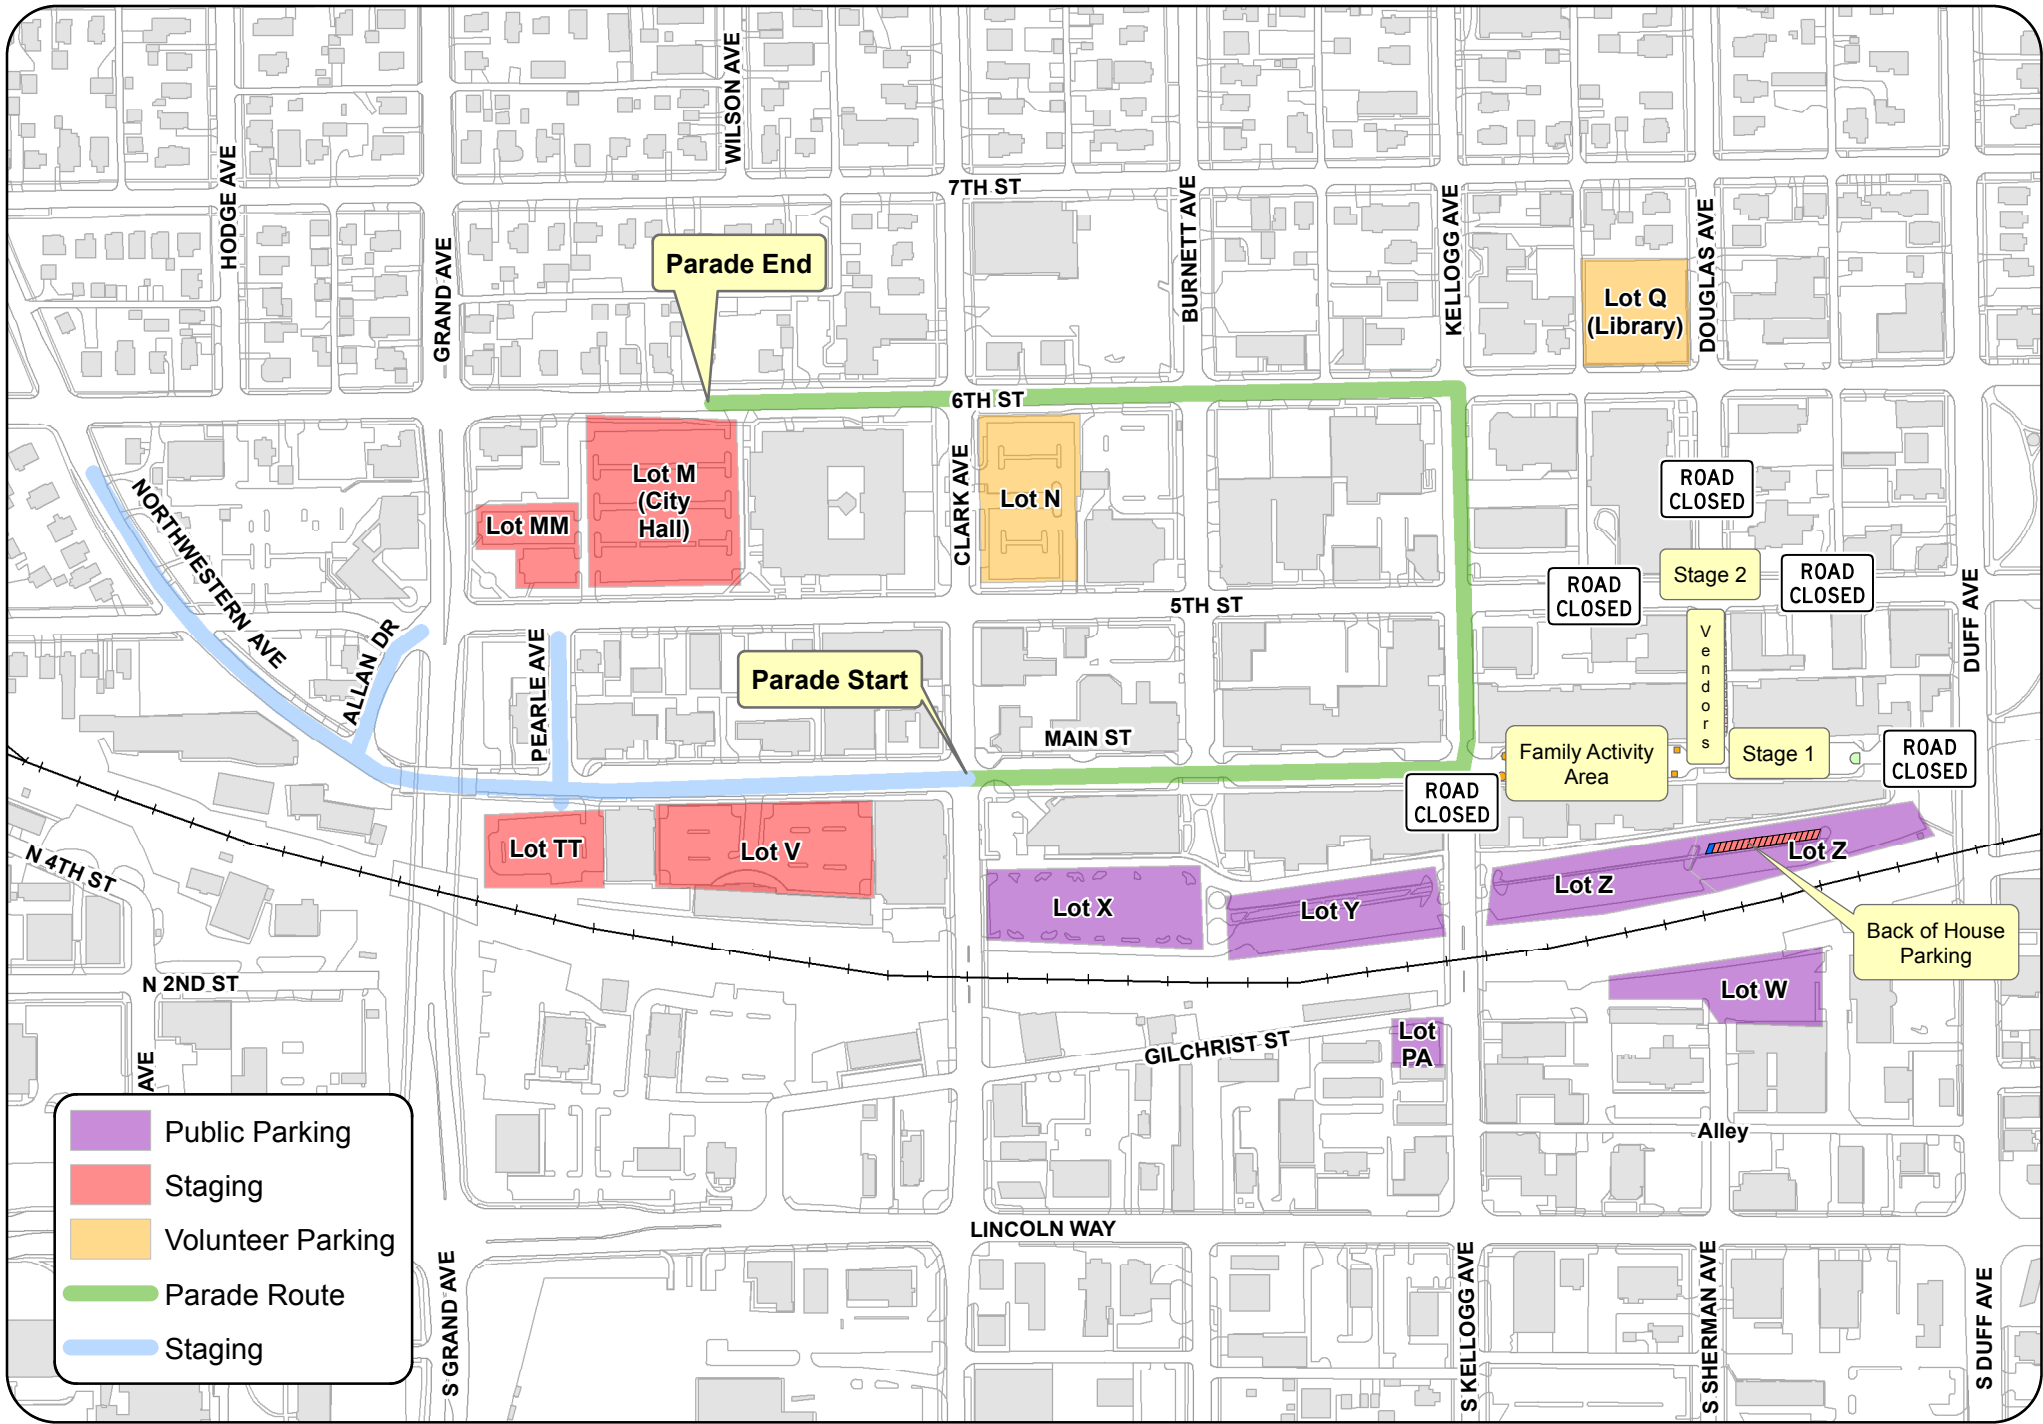 WILSON AVE
HODGE AVE
7TH ST
BURNETT AVE
KELLOGG AVE
DOUGLAS AVE
GRAND AVE
Parade End
Lot Q
(Library)
6TH ST
CLARK AVE
Lot M
(City
Hall)
Lot MM
Lot N
ROAD
CLOSED
NORTHWESTERN AVE
Stage 2
ROAD
CLOSED
ROAD
CLOSED
5TH ST
DUFF AVE
ALLAN DR
PEARLE AVE
Vendors
Parade Start
MAIN ST
Family Activity
Area
Stage 1
ROAD
CLOSED
ROAD
CLOSED
Lot TT
Lot V
Lot Z
Lot Z
N 4TH ST
Lot X
Lot Y
Back of House
Parking
N 2ND ST
Lot W
Lot
PA
GILCHRIST ST
AVE
Alley
Public Parking
Staging
Volunteer Parking
Parade Route
Staging
LINCOLN WAY
S GRAND AVE
S KELLOGG AVE
S SHERMAN AVE
S DUFF AVE